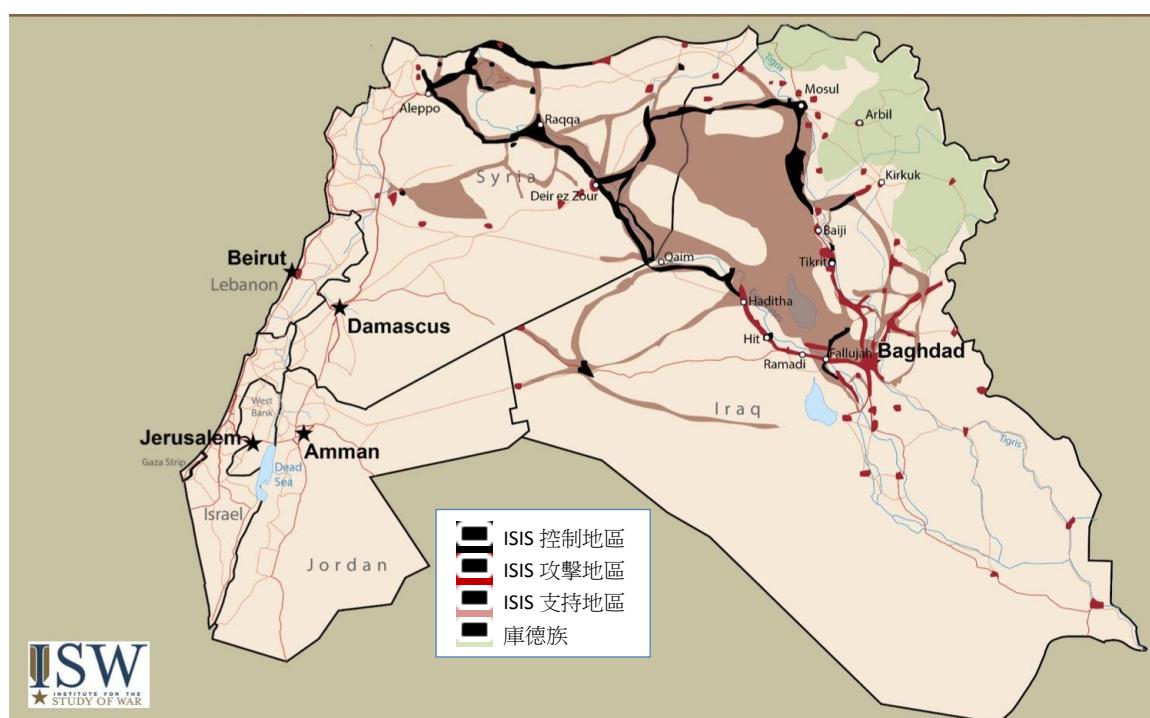 Tigris
Mosul
Aleppo
Raqqa
Arbil
Syria
Kirkuk
Deir ez Zour
Baiji
Beirut
Qaim
Tikrit
Lebanon
Haditha
Euphrates
Damascus
Hit
Fallujah
Baghdad
Ramadi
West
Bank
Iraq
Jerusalem
Amman
Tigris
Gaza Strip
Dead
Sea
Israel
Jordan
ISIS 控制地區
ISIS 攻擊地區
ISIS 支持地區
庫德族
ISW
INSTITUTE FOR THE
STUDY OF WAR